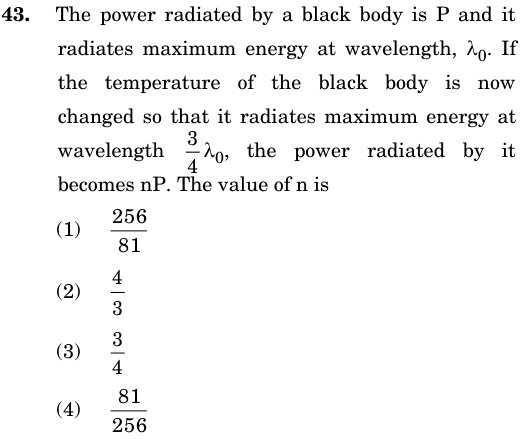 43. The power radiated by a black body is P and it
radiates maximum energy at wavelength, λ₀. If
the temperature of the black body is now
changed so that it radiates maximum energy at
wavelength 3/4 λ₀, the power radiated by it
becomes nP. The value of n is
(1) 256/81
(2) 4/3
(3) 3/4
(4) 81/256